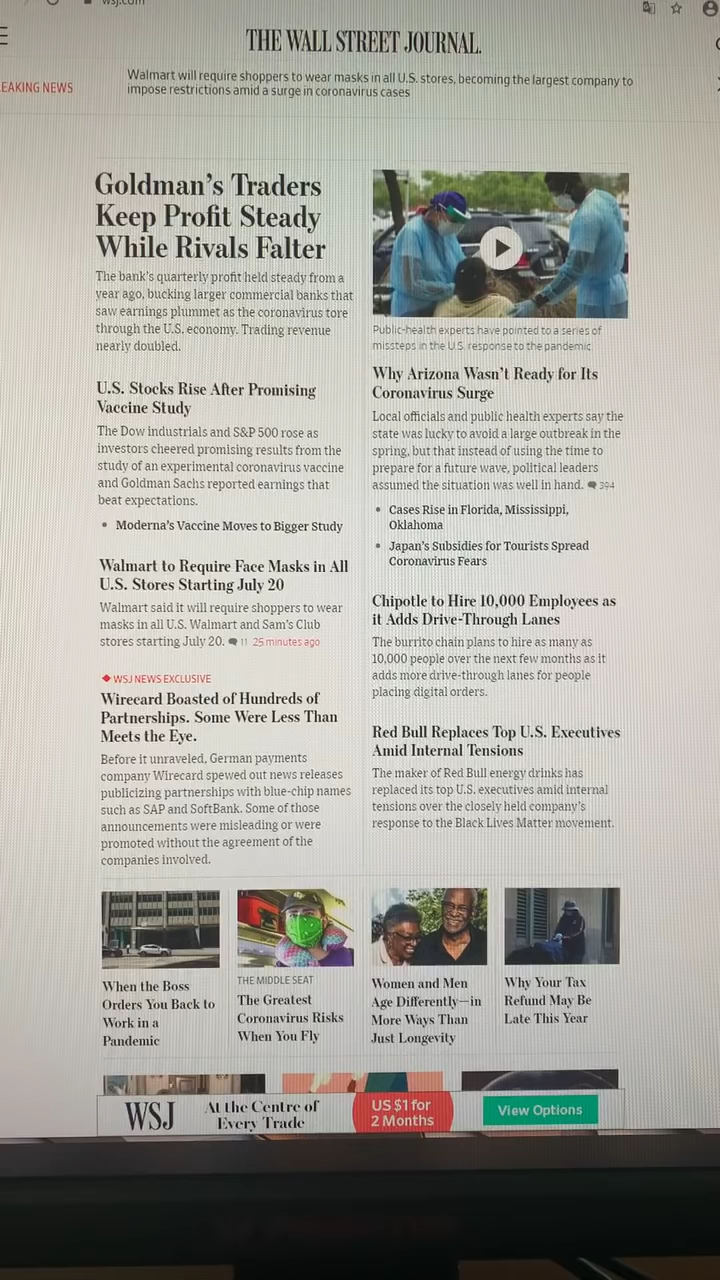 wsj.com
THE WALL STREET JOURNAL.
EAKING NEWS
Walmart will require shoppers to wear masks in all U.S. stores, becoming the largest company to
impose restrictions amid a surge in coronavirus cases
Goldman's Traders
Keep Profit Steady
While Rivals Falter
The bank's quarterly profit held steady from a
year ago, bucking larger commercial banks that
saw earnings plummet as the coronavirus tore
through the U.S. economy. Trading revenue
nearly doubled.
U.S. Stocks Rise After Promising
Vaccine Study
The Dow industrials and S&P 500 rose as
investors cheered promising results from the
study of an experimental coronavirus vaccine
and Goldman Sachs reported earnings that
beat expectations.
• Moderna's Vaccine Moves to Bigger Study
Walmart to Require Face Masks in All
U.S. Stores Starting July 20
Walmart said it will require shoppers to wear
masks in all U.S. Walmart and Sam's Club
stores starting July 20. 11 25 minutes ago
WSJ NEWS EXCLUSIVE
Wirecard Boasted of Hundreds of
Partnerships. Some Were Less Than
Meets the Eye.
Before it unraveled, German payments
company Wirecard spewed out news releases
publicizing partnerships with blue-chip names
such as SAP and SoftBank. Some of those
announcements were misleading or were
promoted without the agreement of the
companies involved.
Public-health experts have pointed to a series of
missteps in the U.S. response to the pandemic.
Why Arizona Wasn't Ready for Its
Coronavirus Surge
Local officials and public health experts say the
state was lucky to avoid a large outbreak in the
spring, but that instead of using the time to
prepare for a future wave, political leaders
assumed the situation was well in hand. 394
• Cases Rise in Florida, Mississippi,
Oklahoma
• Japan's Subsidies for Tourists Spread
Coronavirus Fears
Chipotle to Hire 10,000 Employees as
it Adds Drive-Through Lanes
The burrito chain plans to hire as many as
10,000 people over the next few months as it
adds more drive-through lanes for people
placing digital orders.
Red Bull Replaces Top U.S. Executives
Amid Internal Tensions
The maker of Red Bull energy drinks has
replaced its top U.S. executives amid internal
tensions over the closely held company's
response to the Black Lives Matter movement.
When the Boss
Orders You Back to
Work in a
Pandemic
THE MIDDLE SEAT
The Greatest
Coronavirus Risks
When You Fly
Women and Men
Age Differently—in
More Ways Than
Just Longevity
Why Your Tax
Refund May Be
Late This Year
WSJ
At the Centre of
Every Trade
US $1 for
2 Months
View Options